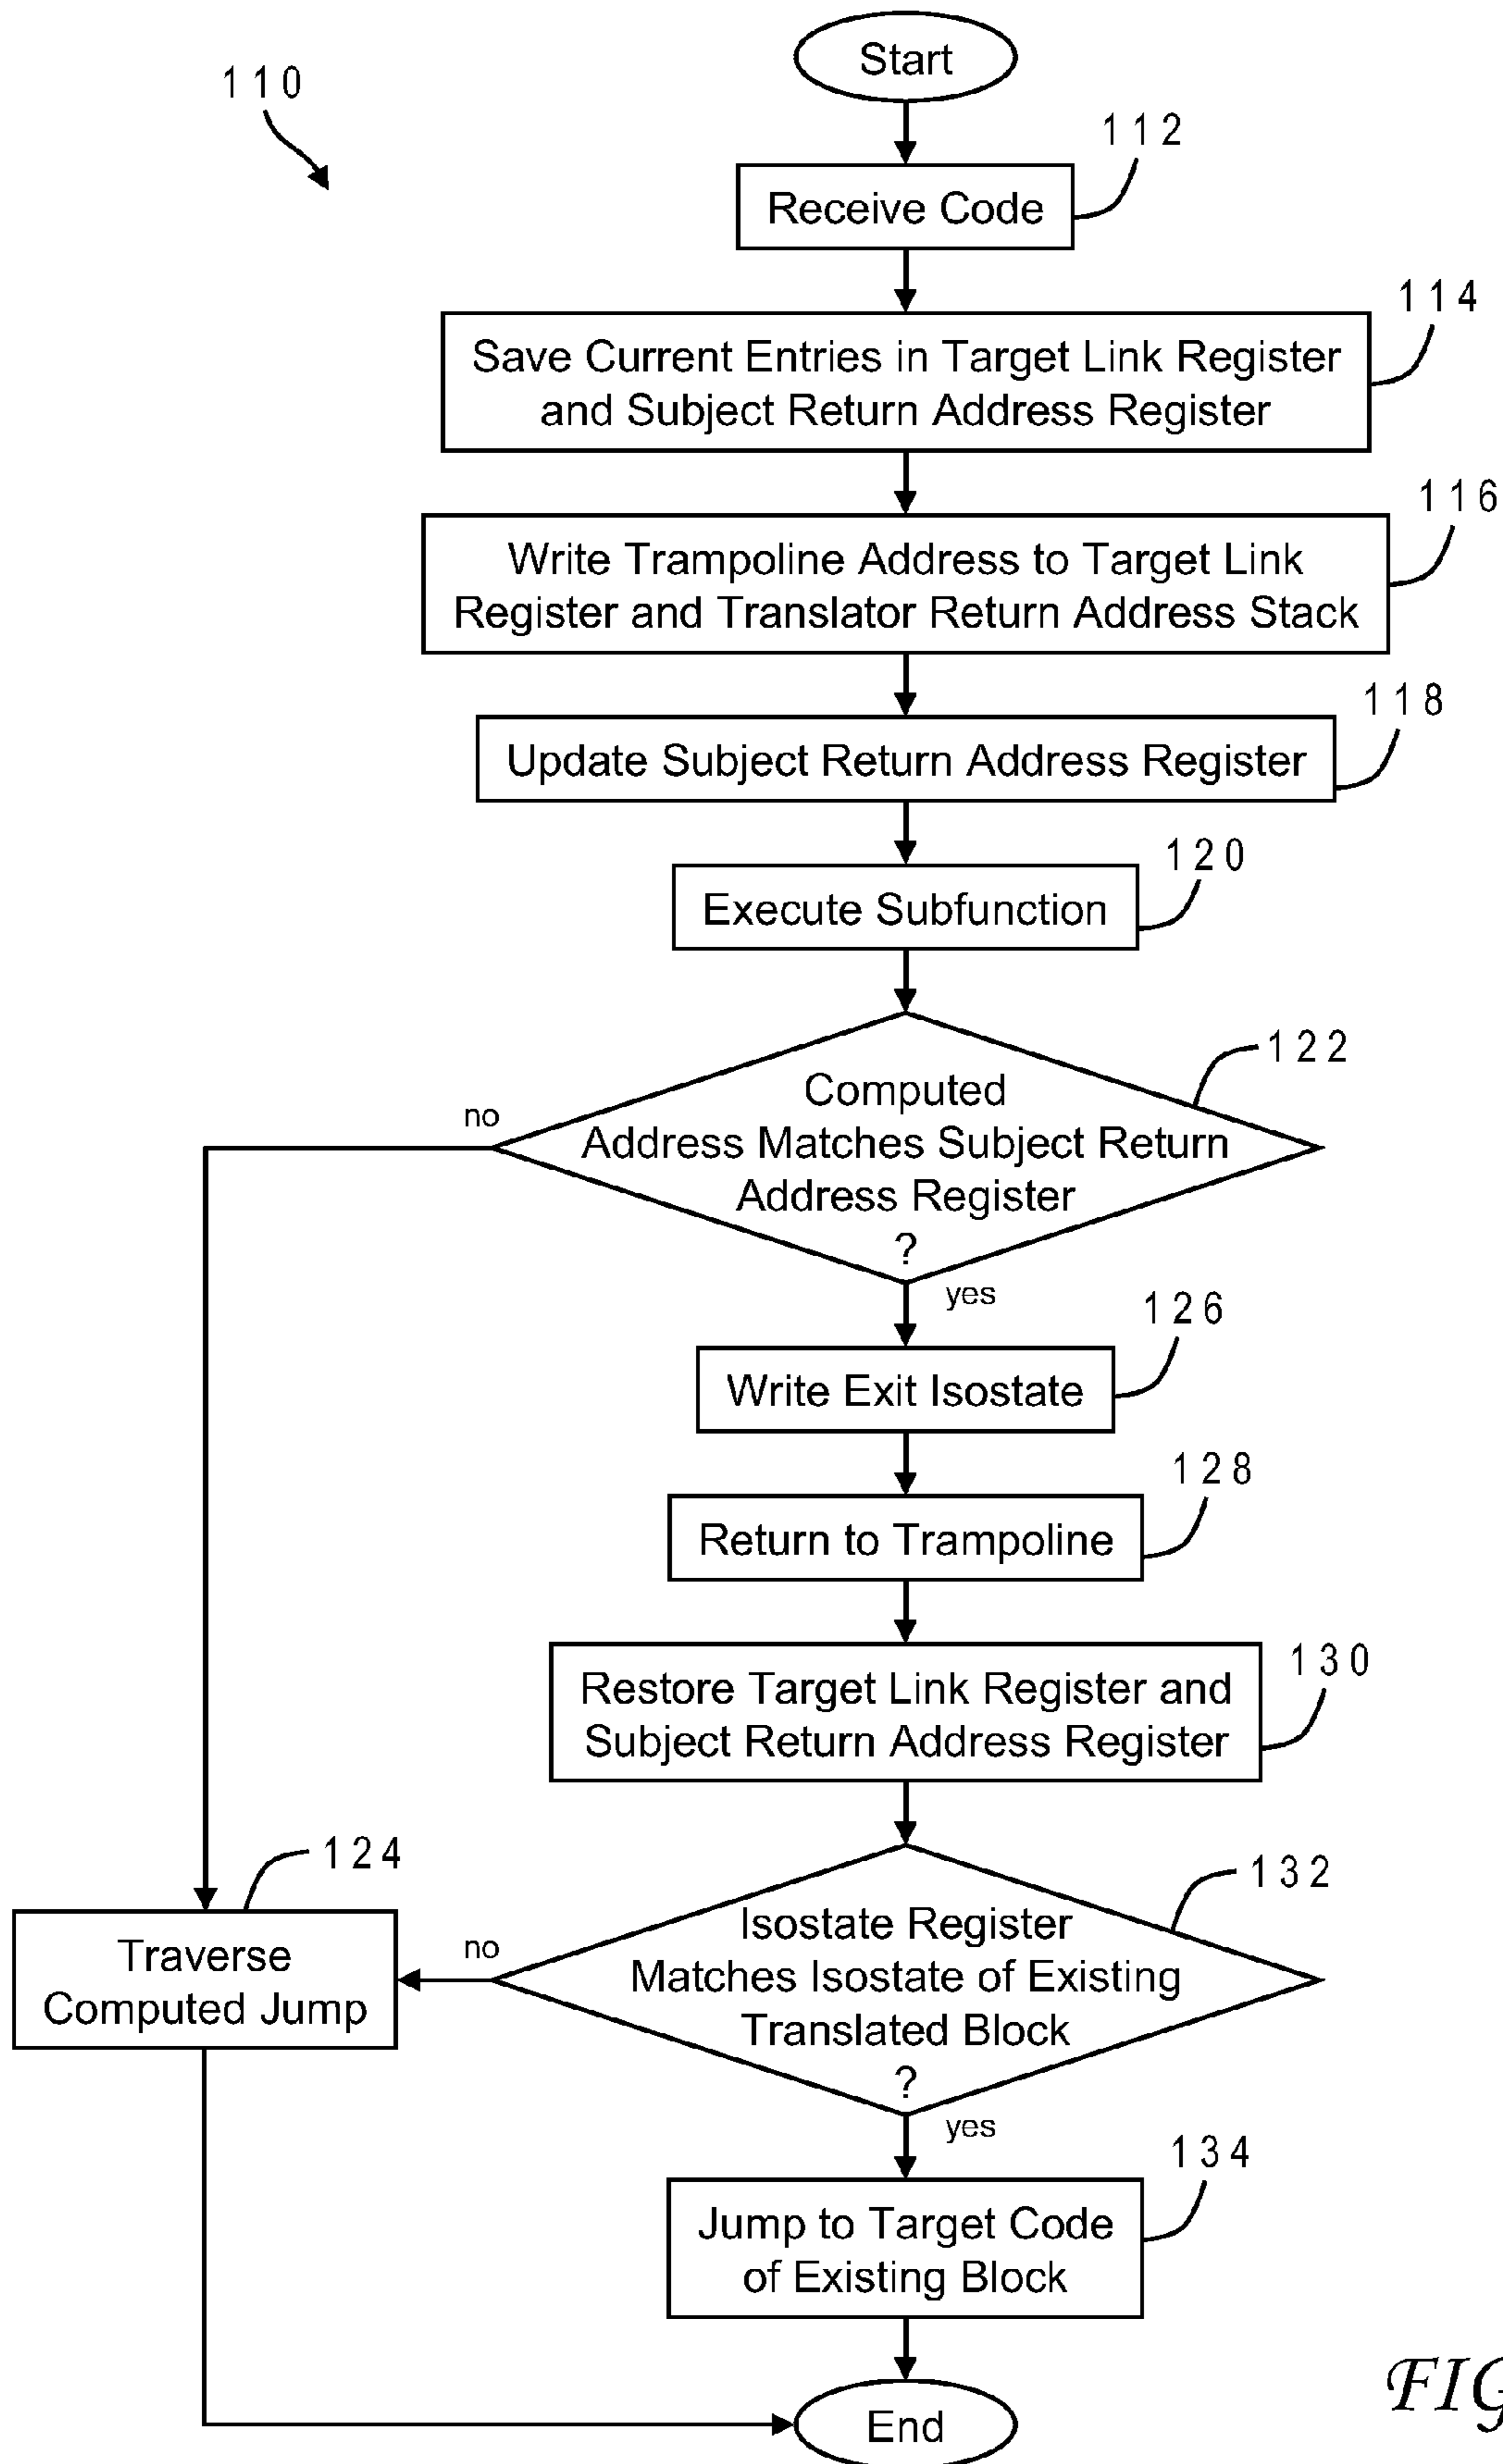 Start
110
112
Receive Code
114
Save Current Entries in Target Link Register
and Subject Return Address Register
116
Write Trampoline Address to Target Link
Register and Translator Return Address Stack
118
Update Subject Return Address Register
120
Execute Subfunction
122
Computed
Address Matches Subject Return
Address Register
?
no
yes
126
Write Exit Isostate
128
Return to Trampoline
130
Restore Target Link Register and
Subject Return Address Register
124
Traverse
Computed Jump
132
Isostate Register
Matches Isostate of Existing
Translated Block
?
no
yes
134
Jump to Target Code
of Existing Block
End